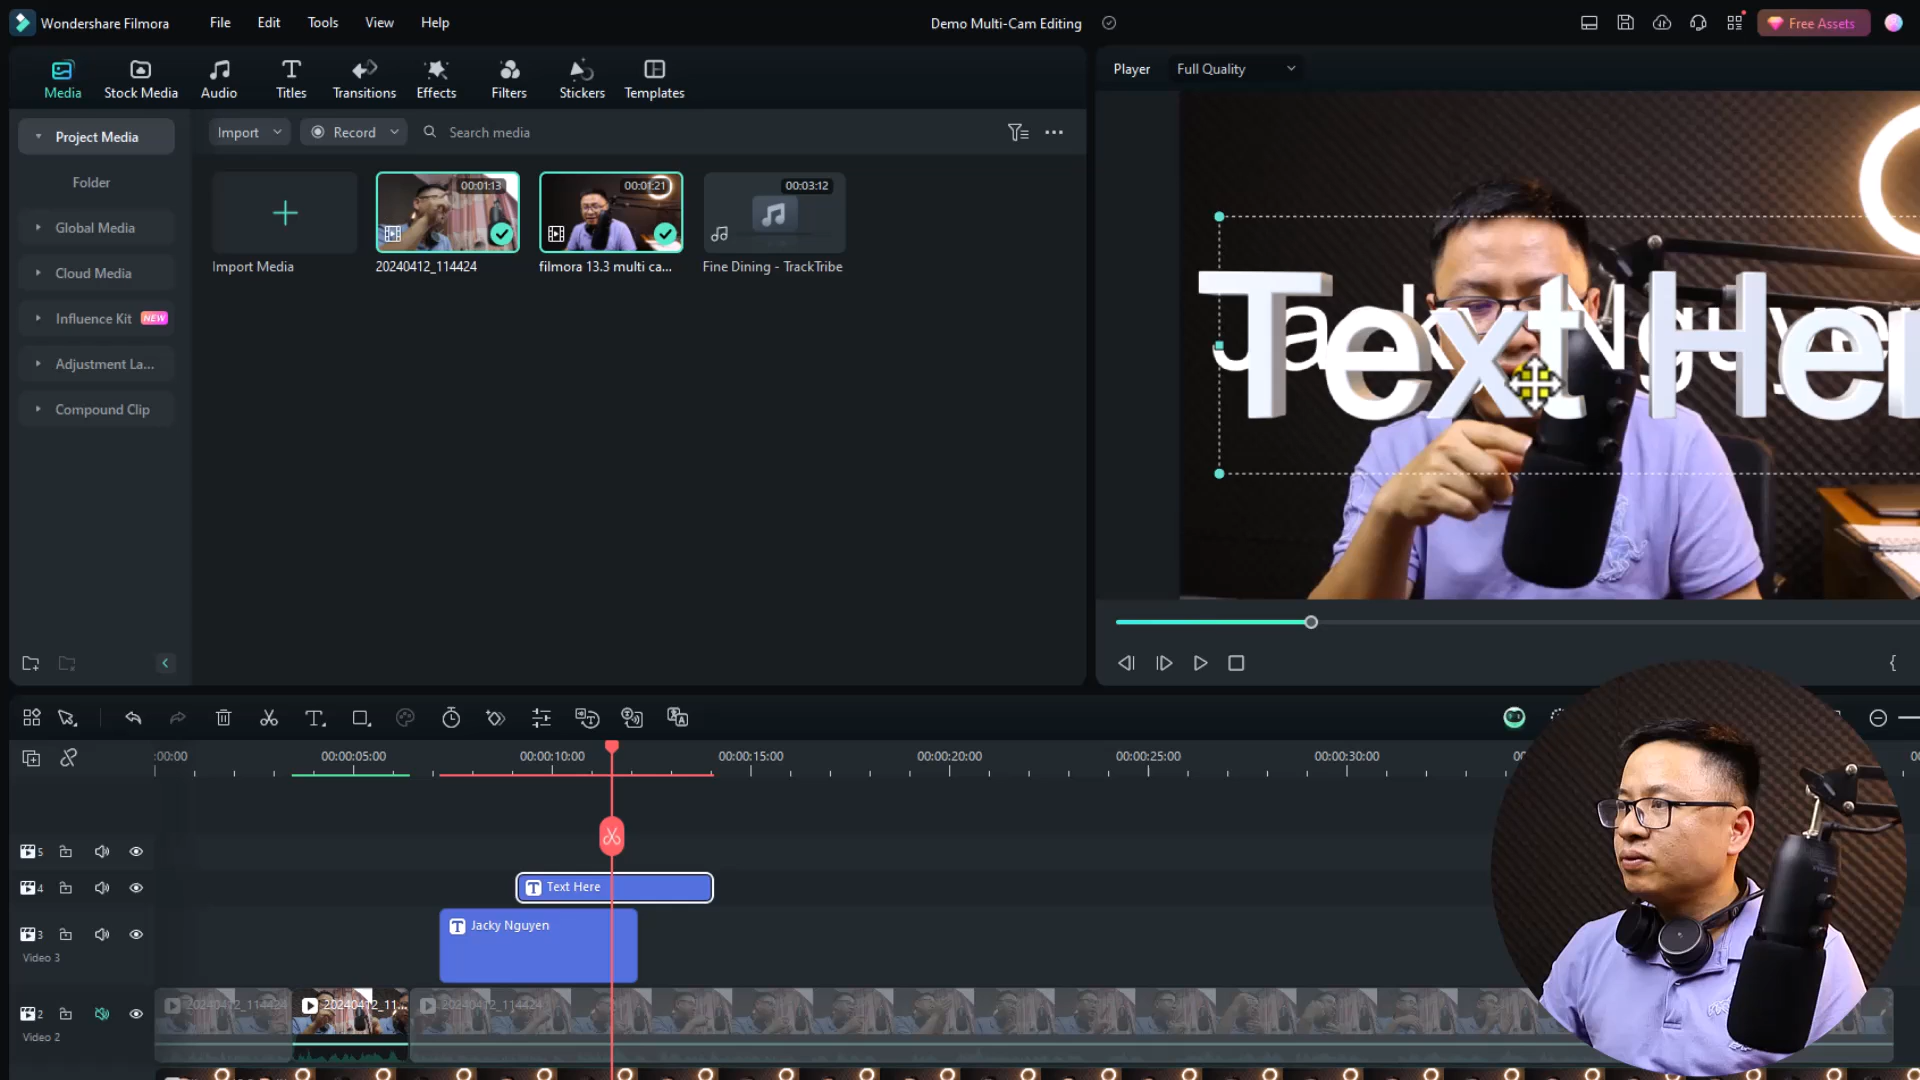 Wondershare Filmora
File
Edit
Tools
View
Help
Demo Multi-Cam Editing
Free Assets
Media
Stock Media
Audio
Titles
Transitions
Effects
Filters
Stickers
Templates
Player
Full Quality
Project Media
Folder
Global Media
Cloud Media
Influence Kit NEW
Adjustment La...
Compound Clip
Import
Record
Search media
00:01:13
00:01:21
00:03:12
Import Media
20240412_114424
filmora 13.3 multi ca...
Fine Dining - TrackTribe
Jacky Nguye
Text Her
:00:00
00:00:05:00
00:00:10:00
00:00:15:00
00:00:20:00
00:00:25:00
00:00:30:00
5
4
Text Here
3
Jacky Nguyen
Video 3
2
20240412_114424
20240412_11...
20240412_114424
Video 2